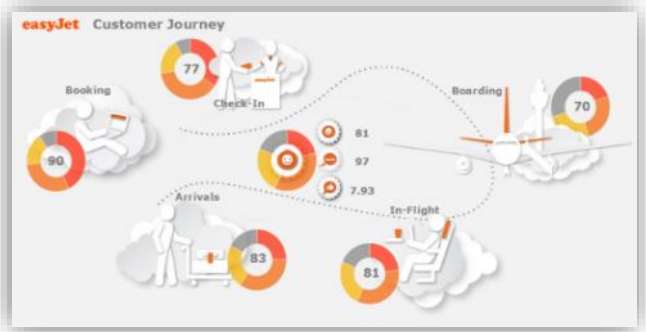 easyJet Customer Journey
77
easyJet
Check-In
Booking
90
Boarding
70
81
97
7.93
Arrivals
83
In-Flight
81